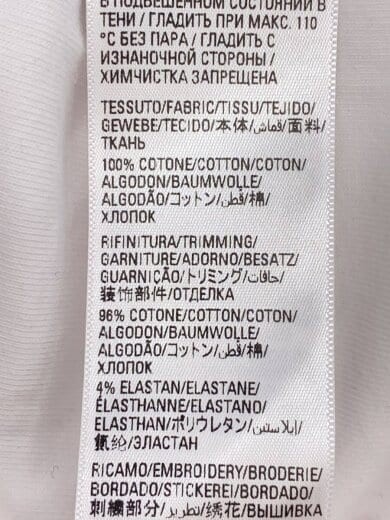 В ПОДВЕШЕННОМ СОСТОЯНИИ В
ТЕНИ / ГЛАДИТЬ ПРИ МАКС. 110
°C БЕЗ ПАРА / ГЛАДИТЬ С
ИЗНАНОЧНОЙ СТОРОНЫ /
ХИМЧИСТКА ЗАПРЕЩЕНА
TESSUTO/FABRIC/TISSU/TEJIDO/
GEWEBE/TECIDO/本体/قماش/面料/
ТКАНЬ
100% COTONE/COTTON/COTON/
ALGODON/BAUMWOLLE/
ALGODÃO/コットン/قطن/棉/
ХЛОПОК
RIFINITURA/TRIMMING/
GARNITURE/ADORNO/BESATZ/
GUARNIÇÃO/トリミング/حافات/
装饰部件/ОТДЕЛКА
96% COTONE/COTTON/COTON/
ALGODON/BAUMWOLLE/
ALGODÃO/コットン/قطن/棉/
ХЛОПОК
4% ELASTAN/ELASTANE/
ÉLASTHANNE/ELASTANO/
ELASTHAN/ポリウレタン/إيلاستين/
氨纶/ЭЛАСТАН
RICAMO/EMBROIDERY/BRODERIE/
BORDADO/STICKEREI/BORDADO/
刺繍部分/تطريز/绣花/ВЫШИВКА